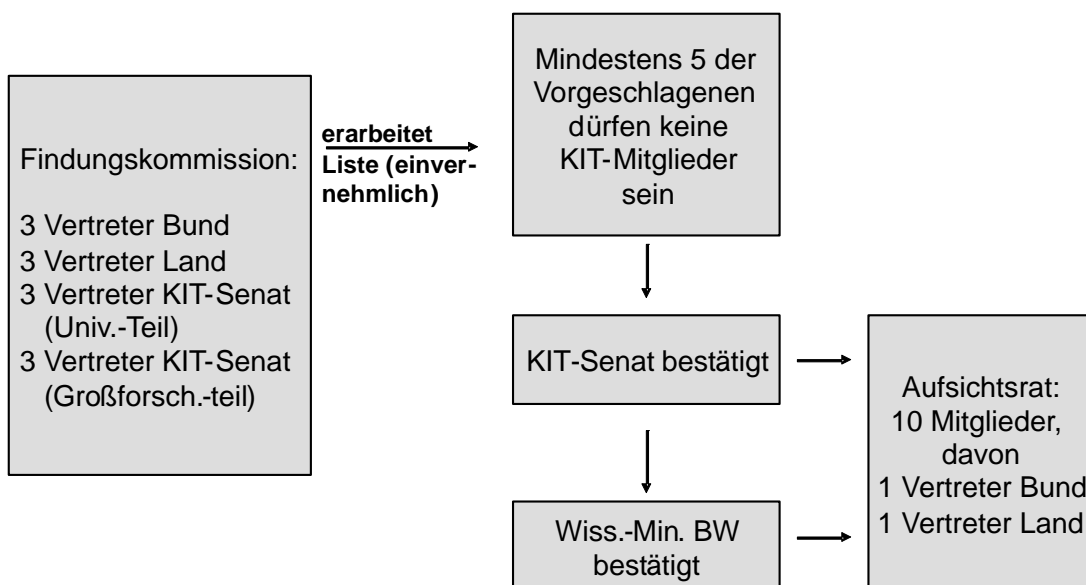 Findungskommission:
3 Vertreter Bund
3 Vertreter Land
3 Vertreter KIT-Senat
(Univ.-Teil)
3 Vertreter KIT-Senat
(Großforsch.-teil)
erarbeitet
Liste (einver-
nehmlich)
Mindestens 5 der
Vorgeschlagenen
dürfen keine
KIT-Mitglieder
sein
KIT-Senat bestätigt
Wiss.-Min. BW
bestätigt
Aufsichtsrat:
10 Mitglieder,
davon
1 Vertreter Bund
1 Vertreter Land